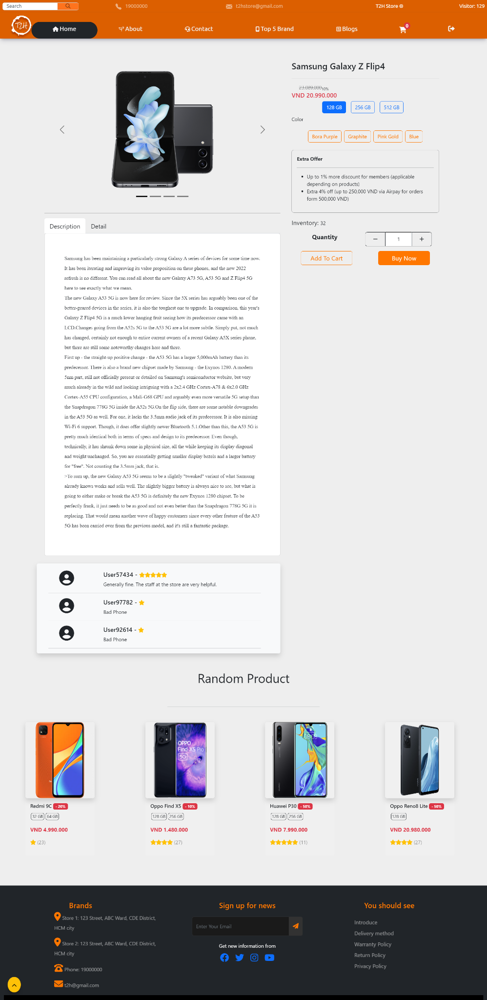 Search
19000000
t2hstore@gmail.com
T2H Store ®
Visitor: 129
T2H
Home
About
Contact
Top 5 Brand
Blogs
0
Samsung Galaxy Z Flip4
23.089.000 10%
VND 20.990.000
128 GB
256 GB
512 GB
Color
Bora Purple
Graphite
Pink Gold
Blue
Extra Offer
Up to 1% more discount for members (applicable
depending on products)
Extra 4% off (up to 250,000 VND via Airpay for orders
form 500,000 VND)
Inventory: 32
Quantity
1
Add To Cart
Buy Now
Description
Detail
Samsung has been maintaining a particularly strong Galaxy A series of devices for some time now.
It has been iterating and improving its value proposition on these phones, and the new 2022
refresh is no different. You can read all about the new Galaxy A73 5G, A53 5G and Z Flip4 5G
here to see exactly what we mean.
The new Galaxy A53 5G is now here for review. Since the 5X series has arguably been one of the
better-geared devices in the series, it is also the toughest one to upgrade. In comparison, this year's
Galaxy Z Flip4 5G is a much lower hanging fruit seeing how its predecessor came with an
LCD.Changes going from the A52s 5G to the A53 5G are a lot more subtle. Simply put, not much
has changed, certainly not enough to entice current owners of a recent Galaxy A5X series phone,
but there are still some noteworthy changes here and there.
First up - the straight-up positive change - the A53 5G has a larger 5,000mAh battery than its
predecessor. There is also a brand new chipset made by Samsung - the Exynos 1280. A modern
5nm part, still not officially present or detailed on Samsung's semiconductor website, but very
much already in the wild and looking intriguing with a 2x2.4 GHz Cortex-A78 & 6x2.0 GHz
Cortex-A55 CPU configuration, a Mali-G68 GPU and arguably even more versatile 5G setup than
the Snapdragon 778G 5G inside the A52s 5G.On the flip side, there are some notable downgrades
in the A53 5G as well. For one, it lacks the 3.5mm audio jack of its predecessor. It is also missing
Wi-Fi 6 support. Though, it does offer slightly newer Bluetooth 5.1.Other than this, the A53 5G is
pretty much identical both in terms of specs and design to its predecessor. Even though,
technically, it has shrunk down some in physical size, all the while keeping its display diagonal
and weight unchanged. So, you are essentially getting smaller display bezels and a larger battery
for "free". Not counting the 3.5mm jack, that is.
>To sum up, the new Galaxy A53 5G seems to be a slightly "tweaked" variant of what Samsung
already knows works and sells well. The slightly bigger battery is always nice to see, but what is
going to either make or break the A53 5G is definitely the new Exynos 1280 chipset. To be
perfectly frank, it just needs to be as good and not even better than the Snapdragon 778G 5G it is
replacing. That would mean another wave of happy customers since every other feature of the A53
5G has been carried over from the previous model, and it's still a fantastic package.
User57434 -
Generally fine. The staff at the store are very helpful.
User97782 -
Bad Phone
User92614 -
Bad Phone
Random Product
OPPO
Find X5 Pro
5G
Redmi 9C - 20%
32 GB 64 GB
VND 4.990.000
(23)
Oppo Find X5 - 10%
128 GB 256 GB
VND 1.480.000
(27)
Huawei P30 - 50%
128 GB 256 GB
VND 7.990.000
(11)
Oppo Reno8 Lite - 50%
128 GB
VND 20.980.000
(27)
Brands
Store 1: 123 Street, ABC Ward, CDE District,
HCM city
Store 2: 123 Street, ABC Ward, CDE District,
HCM city
Phone: 19000000
t2h@gmail.com
Sign up for news
Enter Your Email
Get new information from
You should see
Introduce
Delivery method
Warranty Policy
Return Policy
Privacy Policy